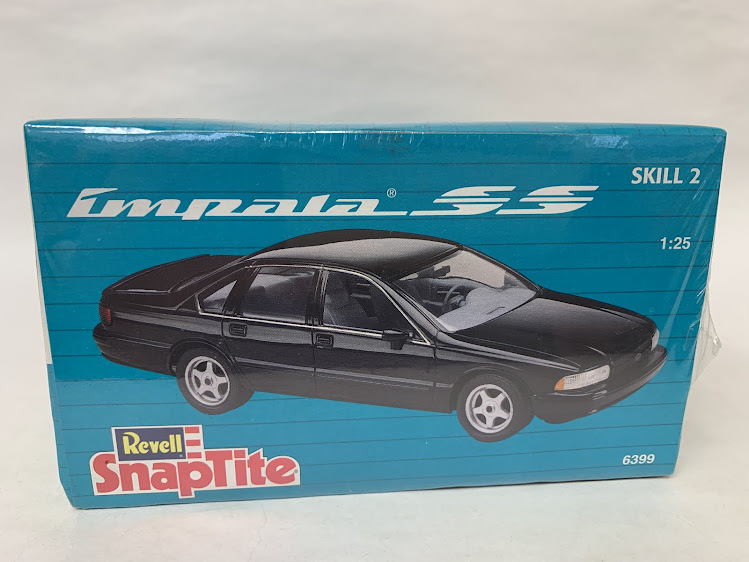 SKILL 2
Impala® SS
1:25
Revell
SnapTite®
6399